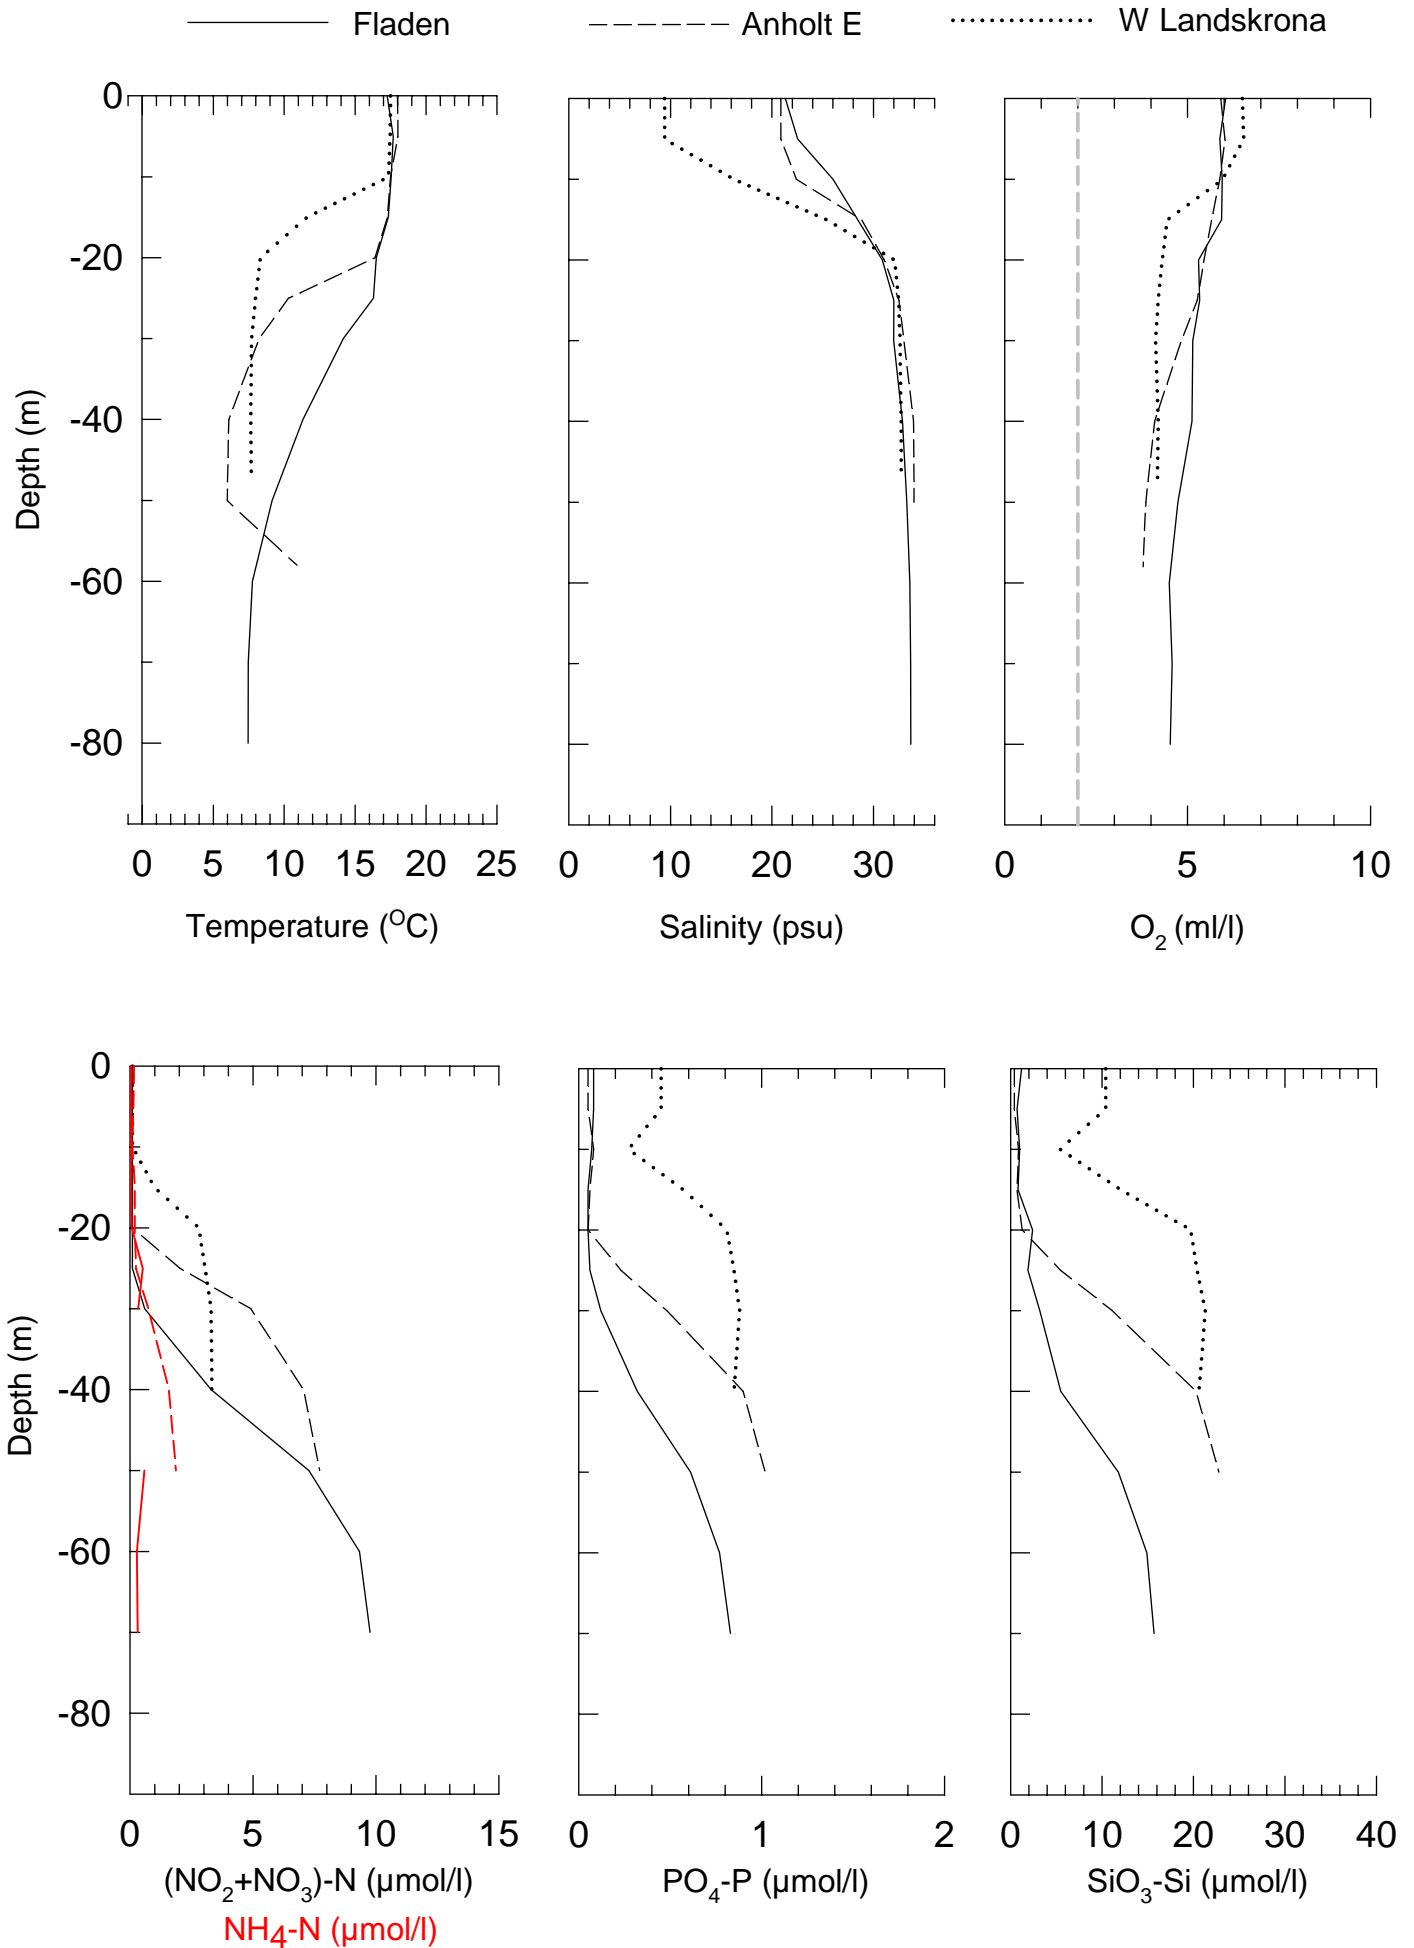 Fladen Anholt E W Landskrona
0
-20
-40
-60
-80
Depth (m)
0 5 10 15 20 25
Temperature (°C)
0 10 20 30
Salinity (psu)
0 5 10
O₂ (ml/l)
0
-20
-40
-60
-80
Depth (m)
0 5 10 15
(NO₂+NO₃)-N (µmol/l)
NH4-N (µmol/l)
0 1 2
PO₄-P (µmol/l)
0 10 20 30 40
SiO₃-Si (µmol/l)